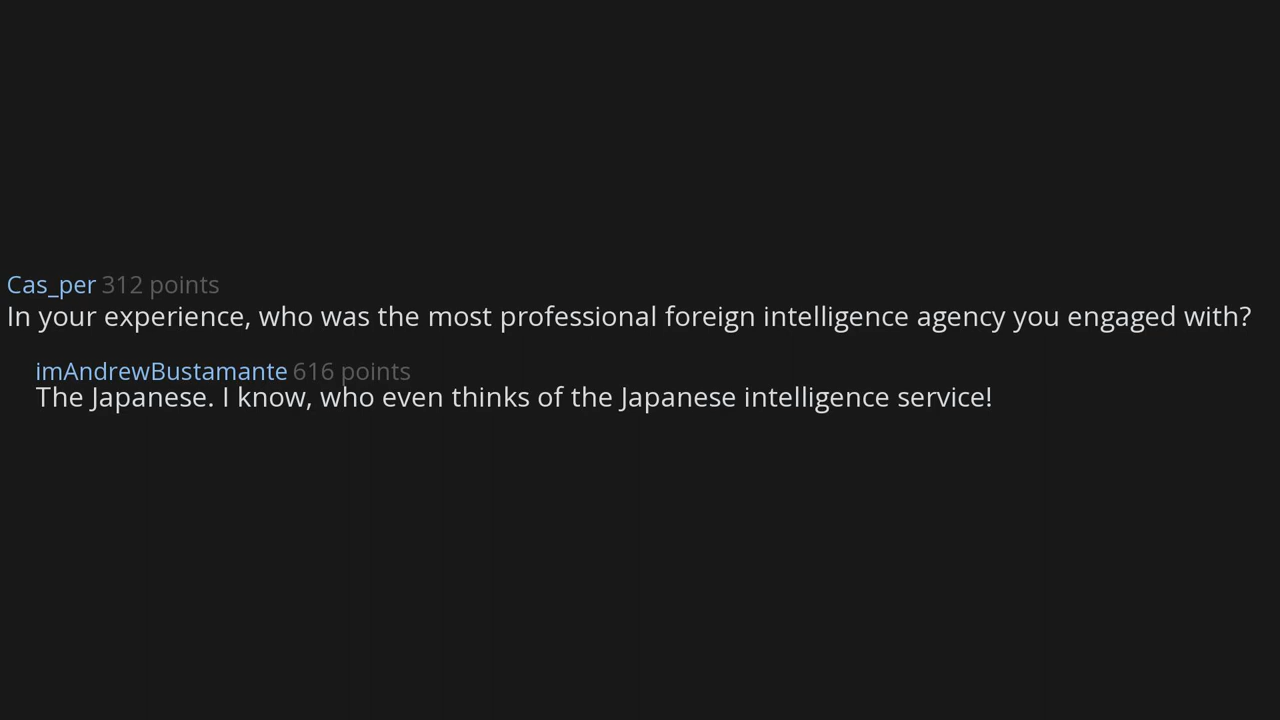 Cas_per 312 points
In your experience, who was the most professional foreign intelligence agency you engaged with?
imAndrewBustamante 616 points
The Japanese. I know, who even thinks of the Japanese intelligence service!